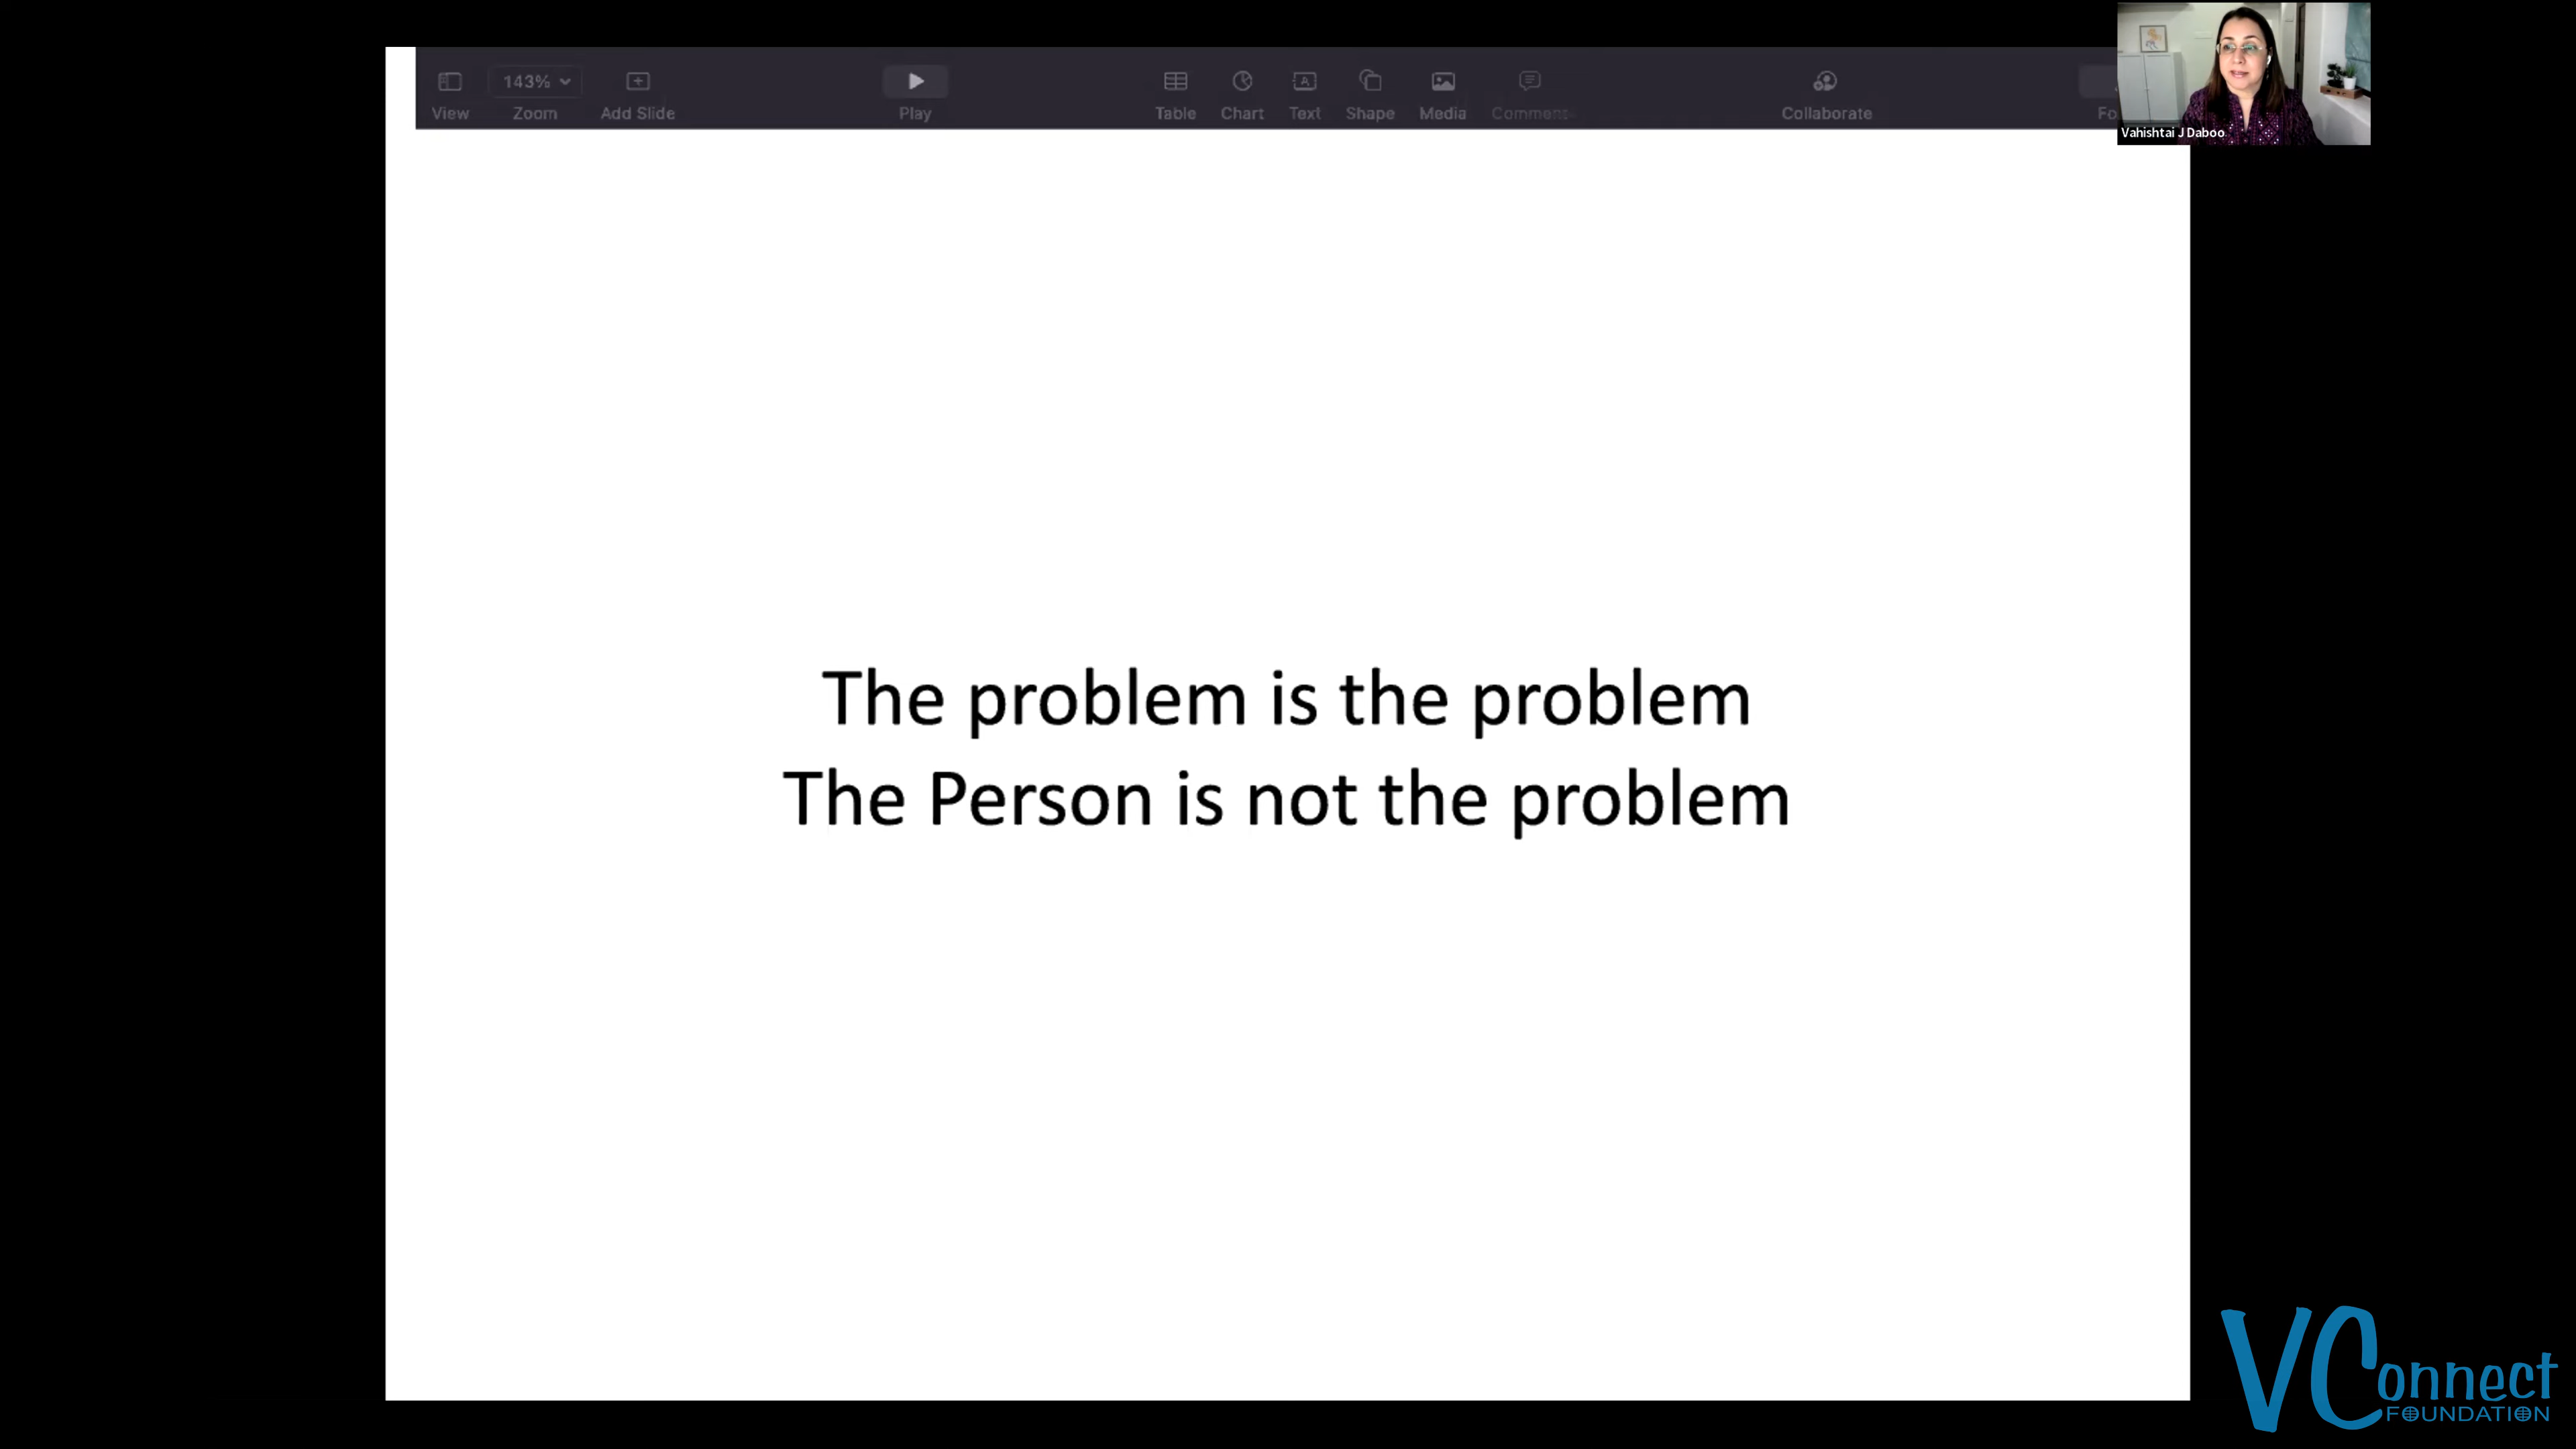 143%
View
Zoom
Add Slide
Play
Table
Chart
Text
Shape
Media
Comment
Collaborate
Vahishtai J Daboo
The problem is the problem
The Person is not the problem
VConnect
FOUNDATION